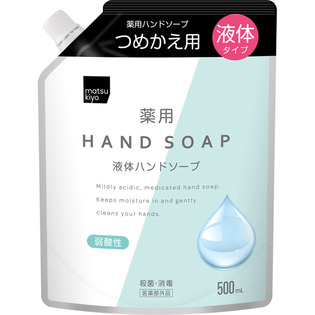 薬用ハンドソープ
つめかえ用
液体
タイプ
matsu
kiyo
薬用
HAND SOAP
液体ハンドソープ
Mildly acidic, medicated hand soap.
Keeps moisture in and gently
cleans your hands.
弱酸性
殺菌・消毒
医薬部外品
500mL